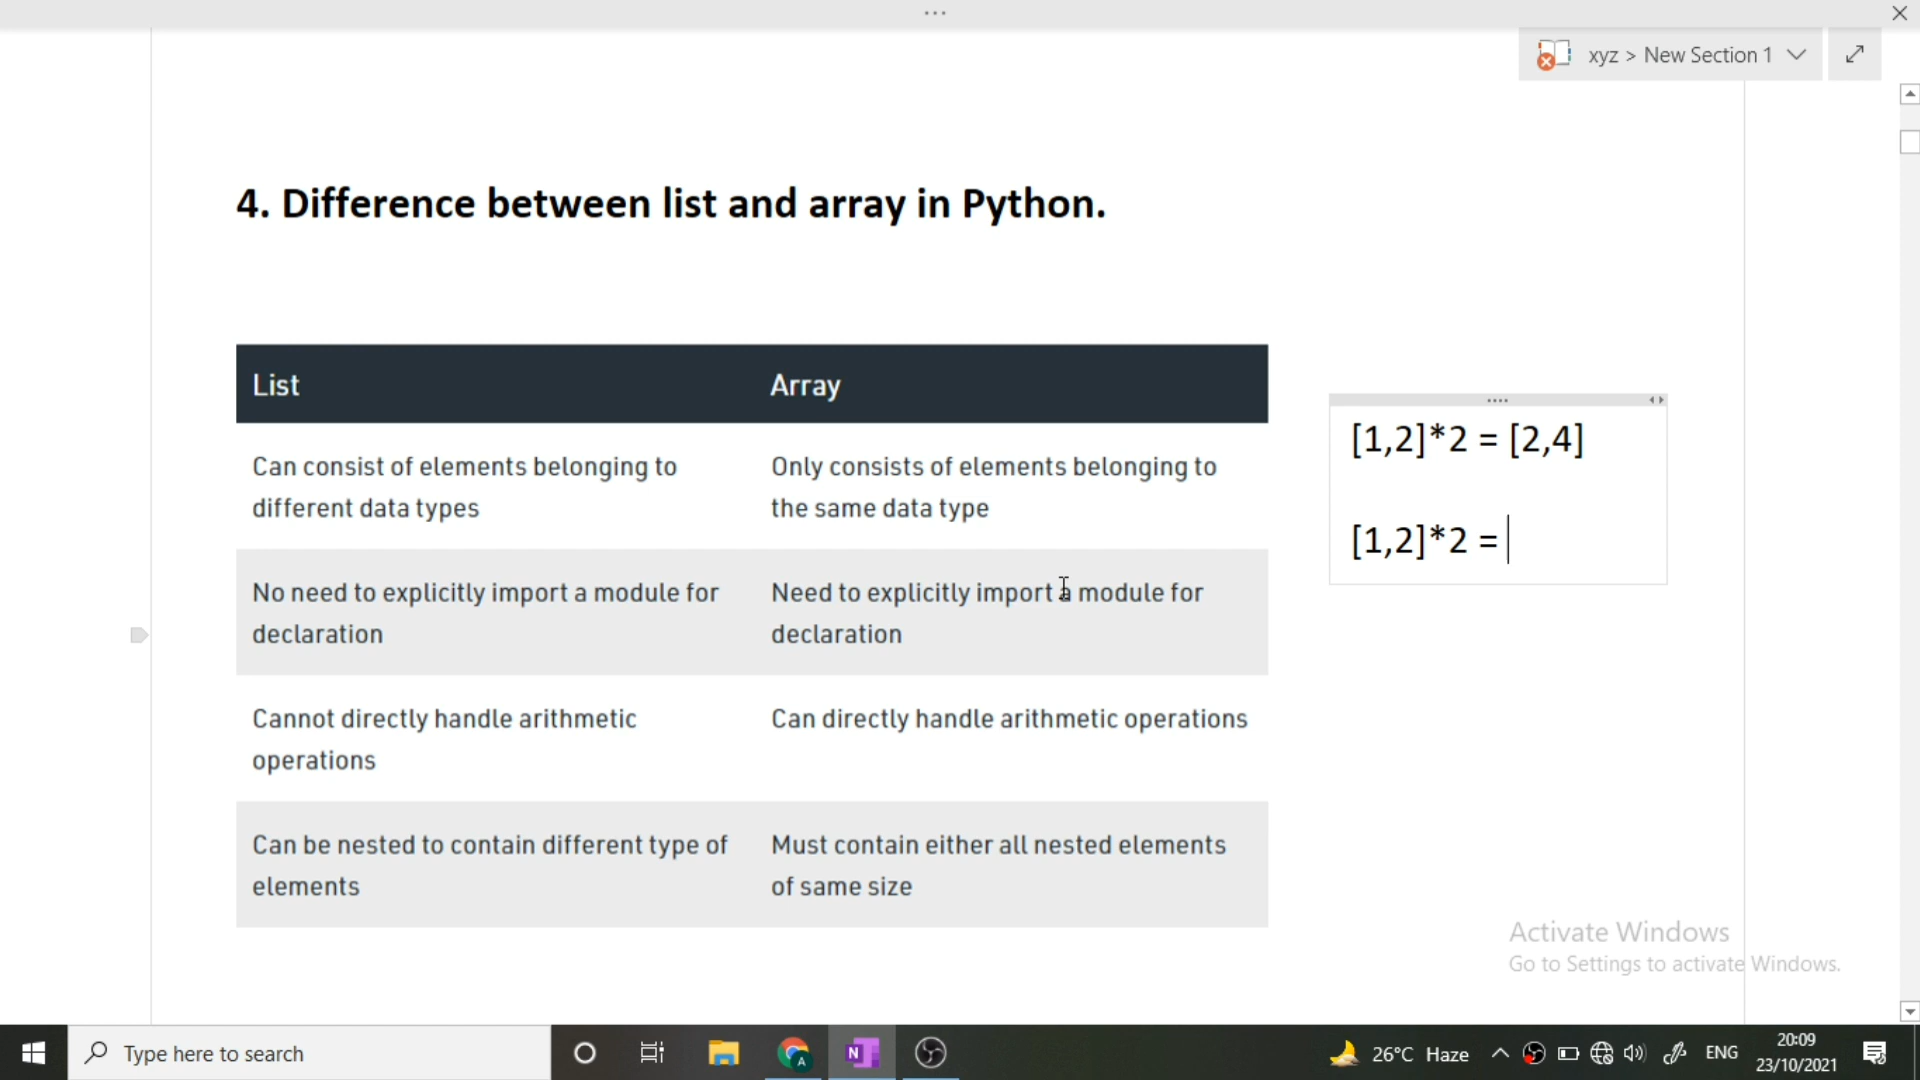 xyz > New Section 1
4. Difference between list and array in Python.
List Array
Can consist of elements belonging to
different data types
Only consists of elements belonging to
the same data type
No need to explicitly import a module for
declaration
Need to explicitly import a module for
declaration
Cannot directly handle arithmetic
operations
Can directly handle arithmetic operations
Can be nested to contain different type of
elements
Must contain either all nested elements
of same size
[1,2]*2 = [2,4]
[1,2]*2 =
Activate Windows
Go to Settings to activate Windows.
Type here to search
A
N
26°C Haze
ENG
20:09
23/10/2021